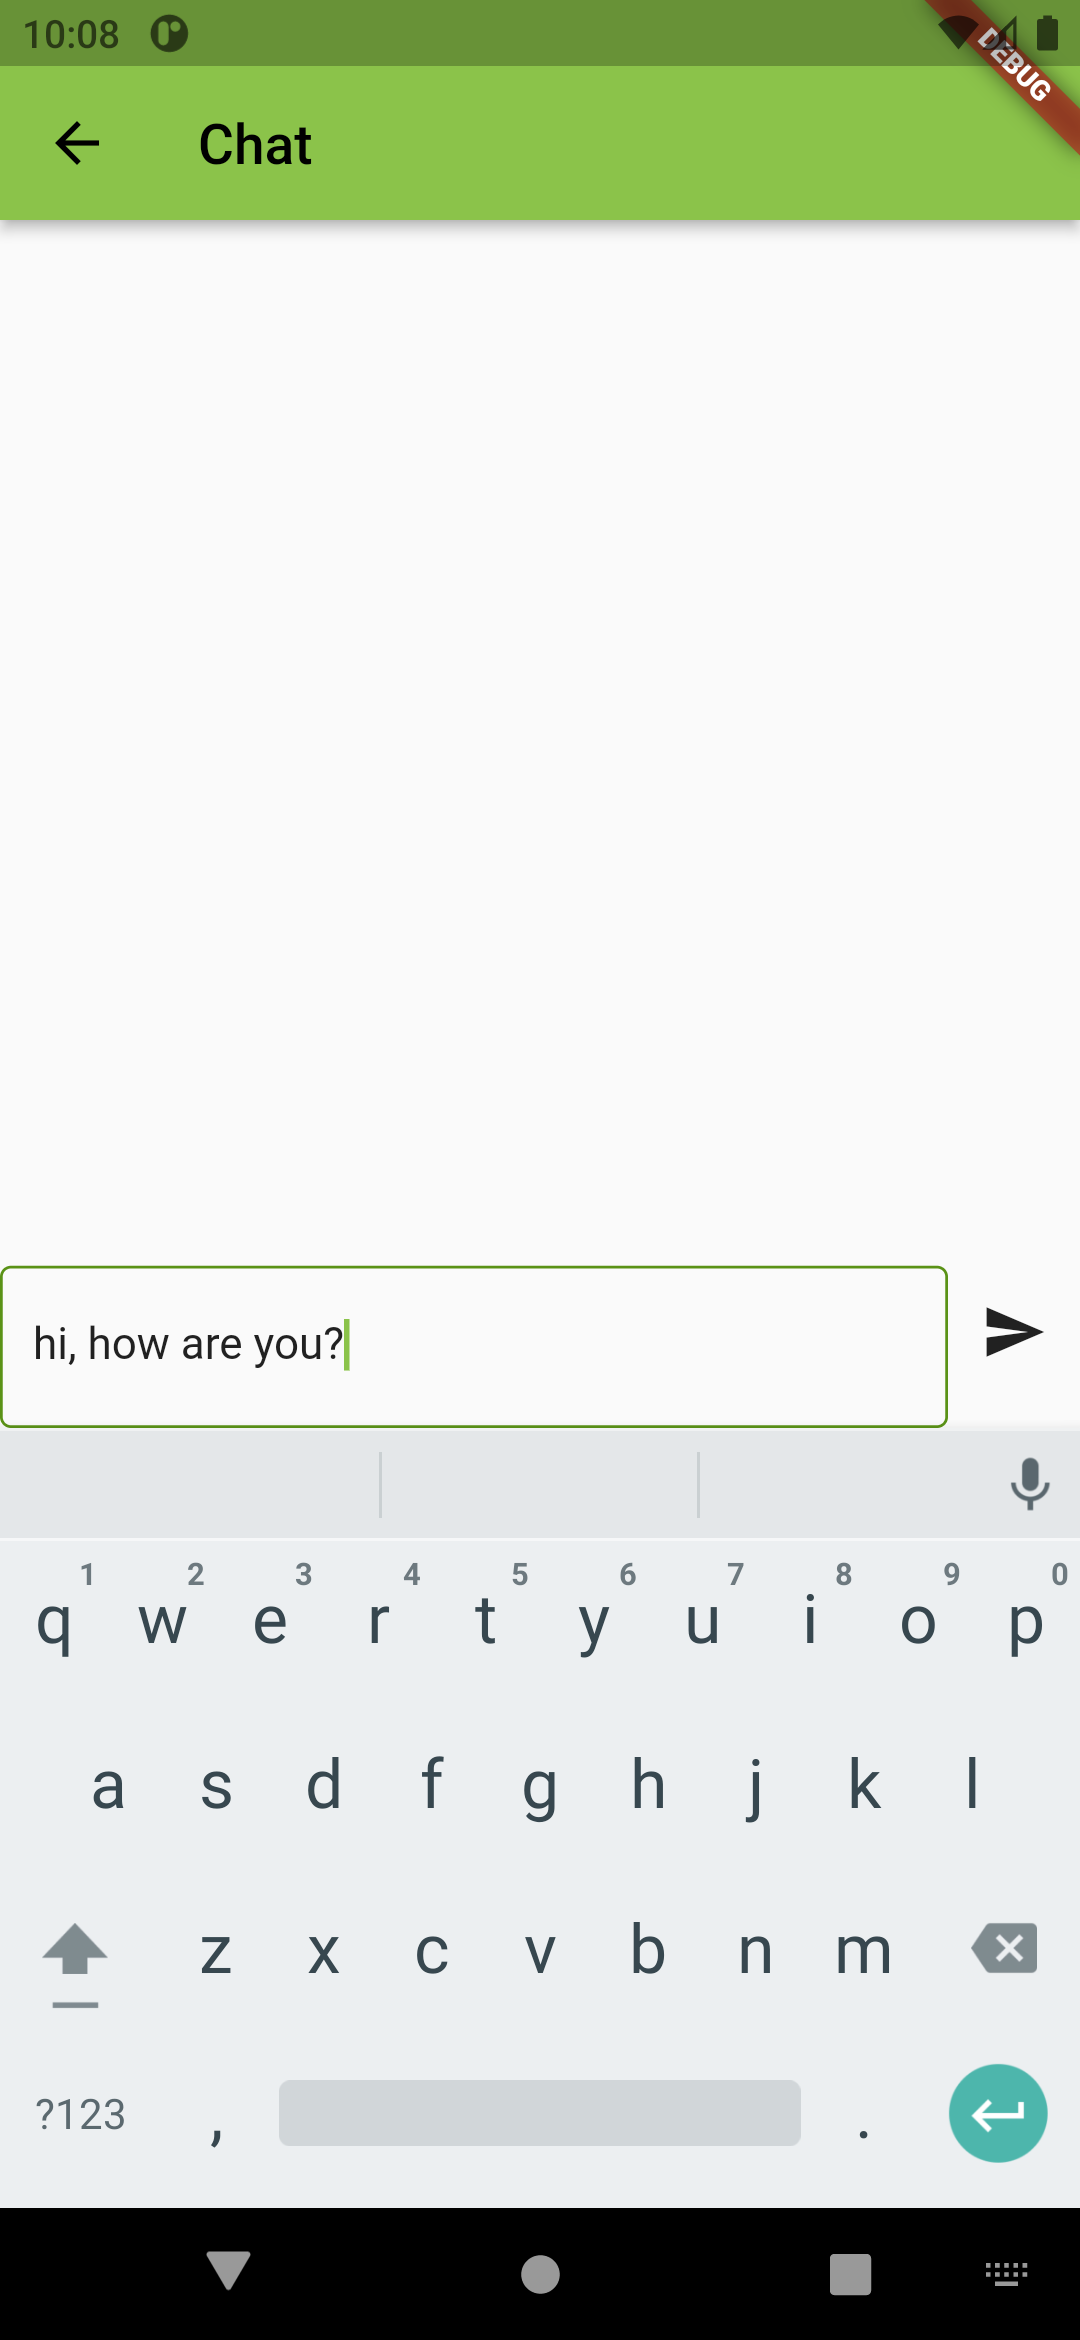 10:08
DEBUG
Chat
hi, how are you?
1 2 3 4 5 6 7 8 9 0
q w e r t y u i o p
a s d f g h j k l
z x c v b n m
?123 , .